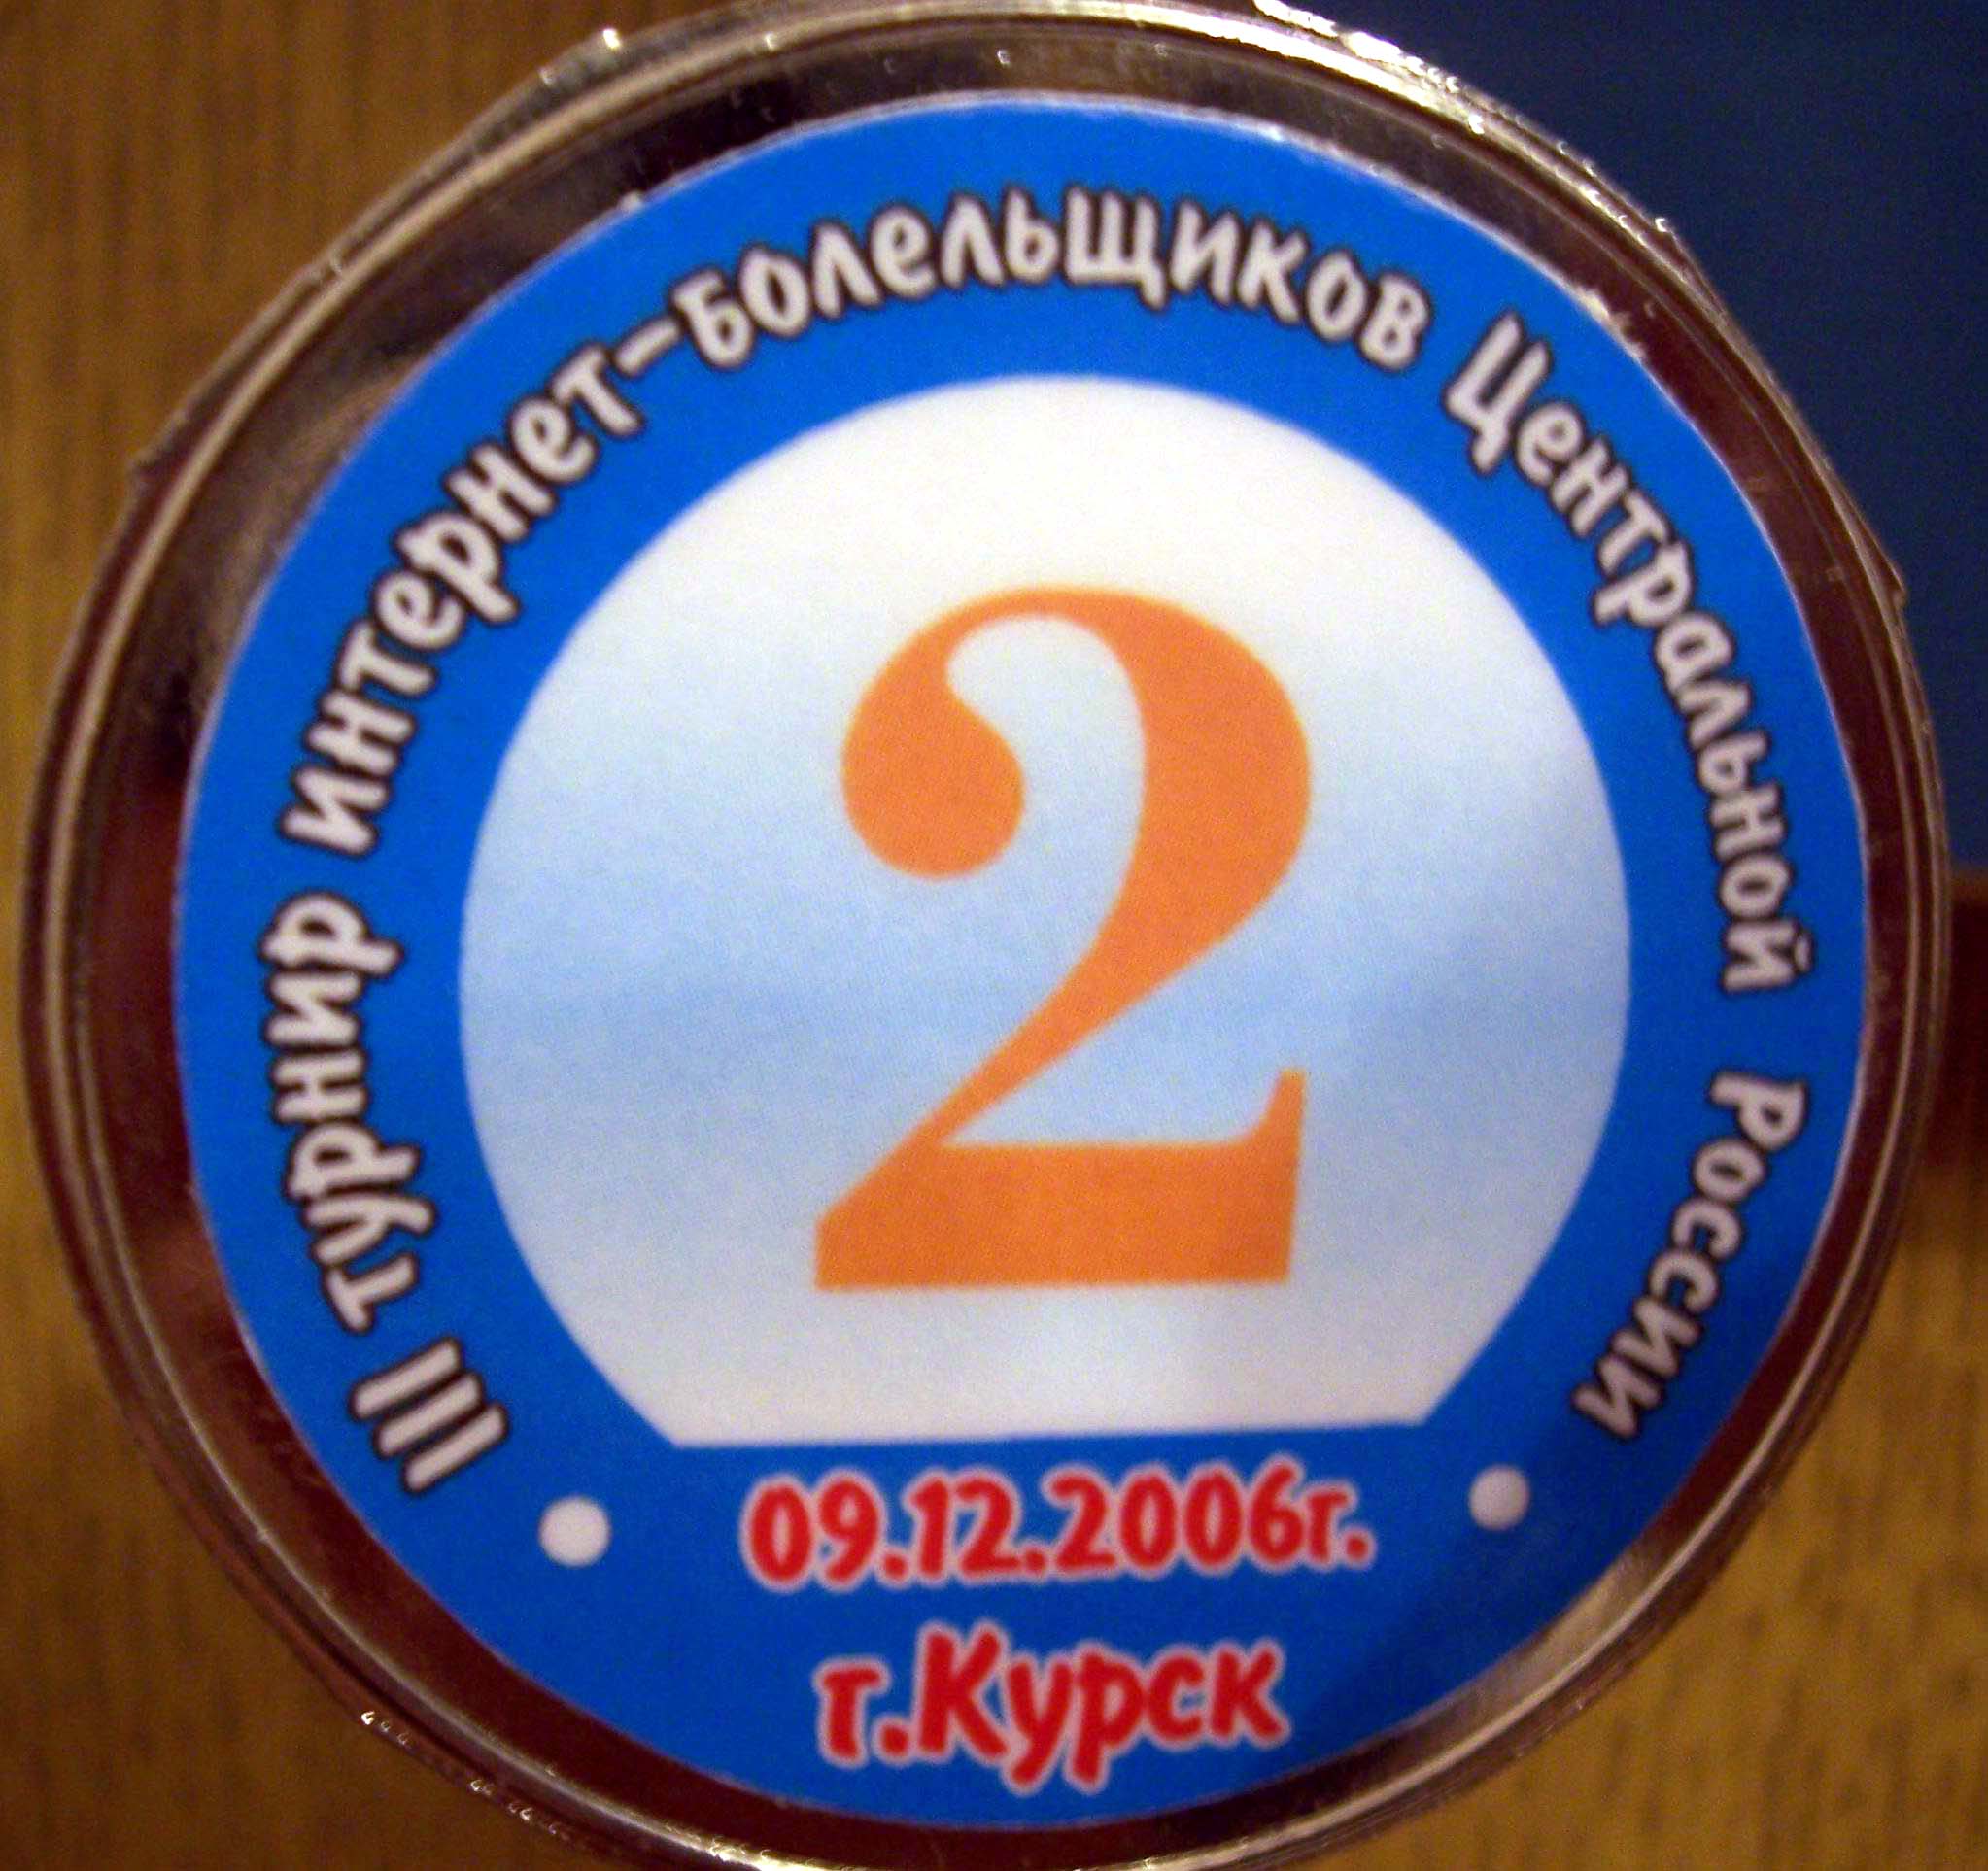 III турнир интернет-болельщиков Центральной России
2
09.12.2006г.
г.Курск